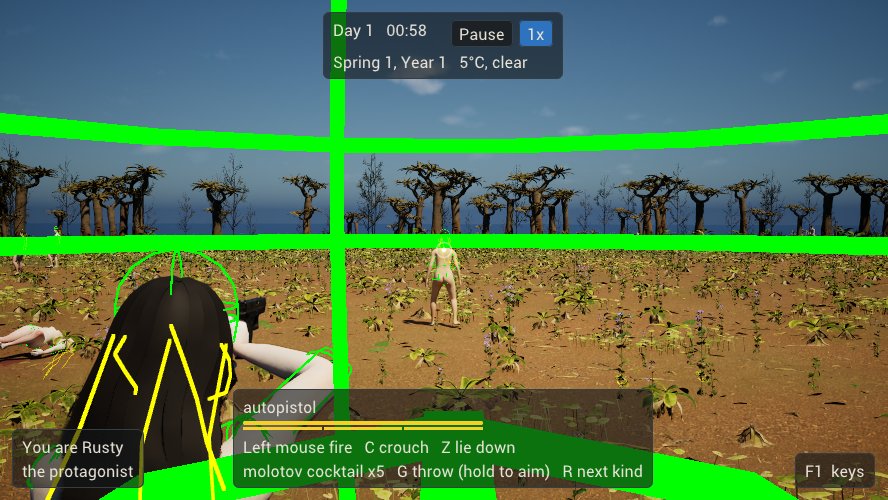 Day 1 00:58 Pause 1x
Spring 1, Year 1 5°C, clear
autopistol
Left mouse fire C crouch Z lie down
molotov cocktail x5 G throw (hold to aim) R next kind
You are Rusty
the protagonist
F1 keys